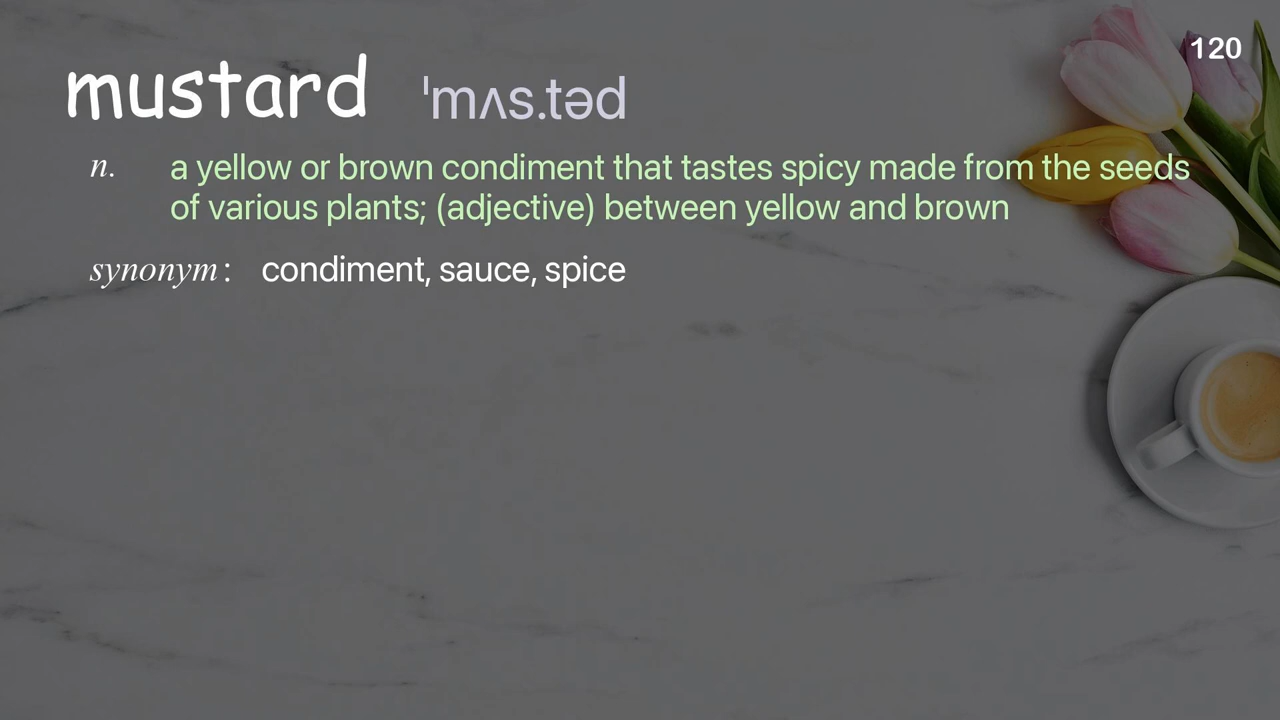 120
mustard ˈmʌs.təd
n. a yellow or brown condiment that tastes spicy made from the seeds
of various plants; (adjective) between yellow and brown
synonym: condiment, sauce, spice